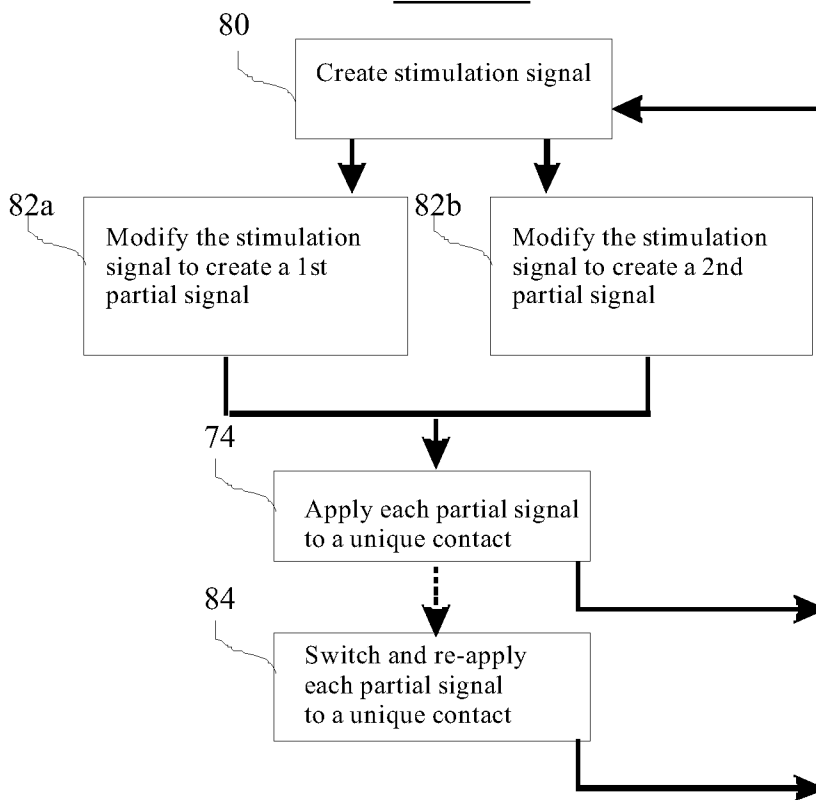 80
Create stimulation signal
82a
82b
Modify the stimulation
signal to create a 1st
partial signal
Modify the stimulation
signal to create a 2nd
partial signal
74
Apply each partial signal
to a unique contact
84
Switch and re-apply
each partial signal
to a unique contact